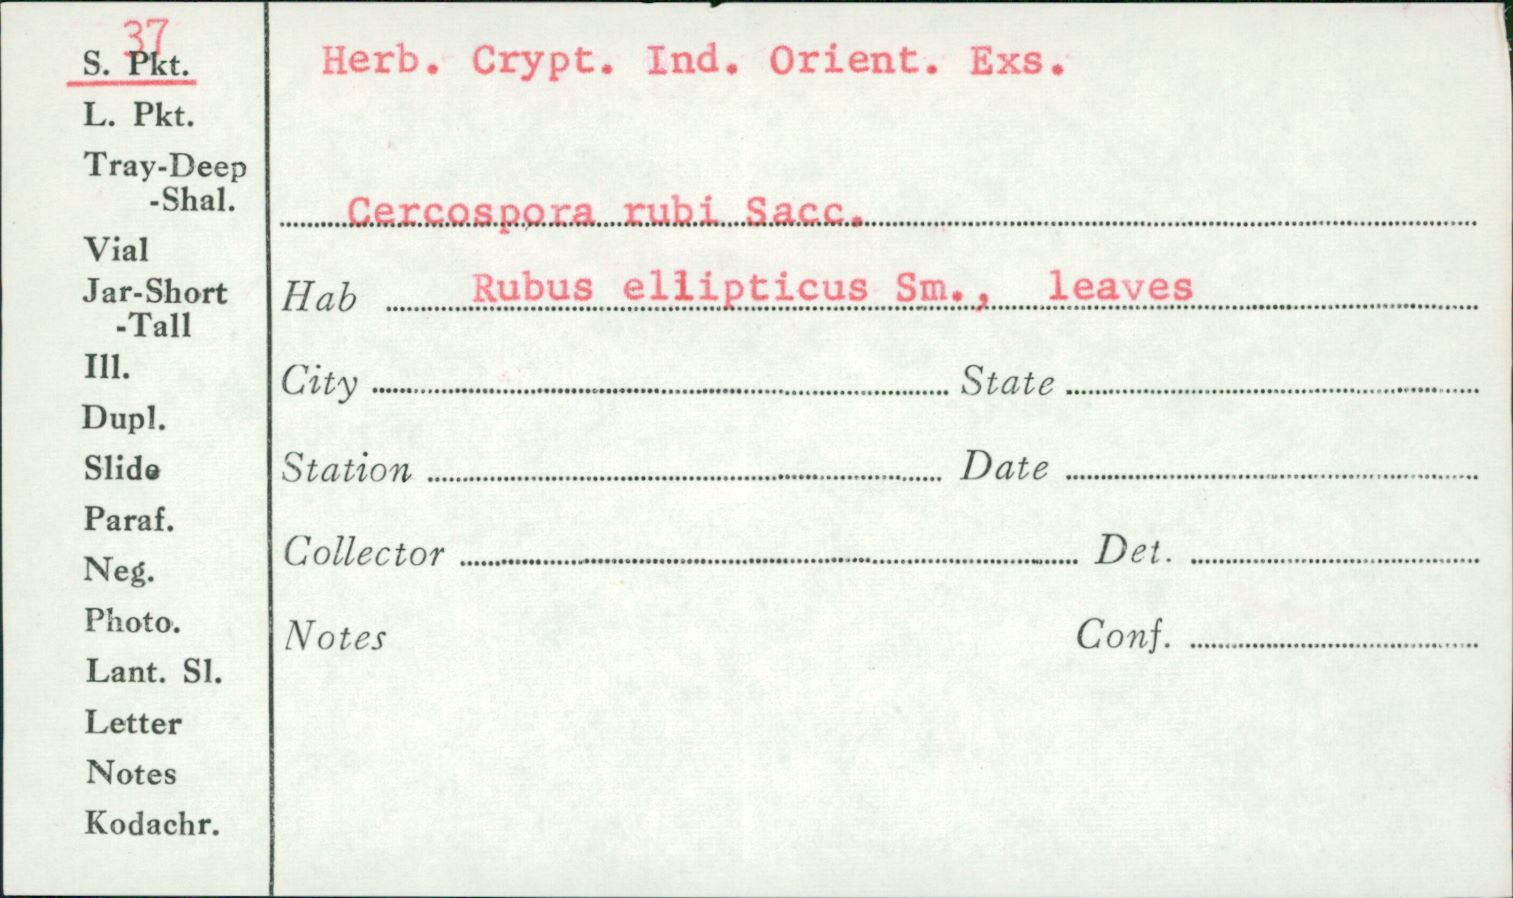 37
S. Pkt.
L. Pkt.
Tray-Deep
-Shal.
Vial
Jar-Short
-Tall
Ill.
Dupl.
Slide
Paraf.
Neg.
Photo.
Lant. Sl.
Letter
Notes
Kodachr.
Herb. Crypt. Ind. Orient. Exs.
Cercospora rubi Sacc.
Hab Rubus ellipticus Sm., leaves
City State
Station Date
Collector Det.
Notes Conf.